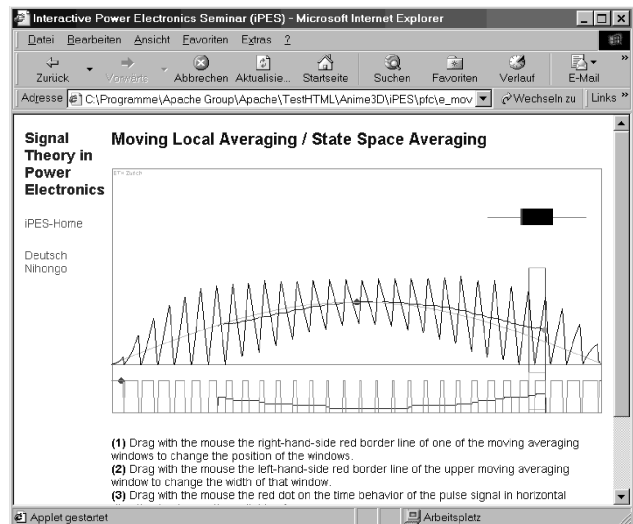 Interactive Power Electronics Seminar (iPES) - Microsoft Internet Explorer
Datei Bearbeiten Ansicht Favoriten Extras ?
Zurück Vorwärts Abbrechen Aktualisie... Startseite Suchen Favoriten Verlauf E-Mail »
Adresse C:\Programme\Apache Group\Apache\TestHTML\Anime3D\iPES\pfc\e_mov Wechseln zu Links »
Signal
Theory in
Power
Electronics
iPES-Home
Deutsch
Nihongo
Moving Local Averaging / State Space Averaging
(1) Drag with the mouse the right-hand-side red border line of one of the moving averaging
windows to change the position of the windows.
(2) Drag with the mouse the left-hand-side red border line of the upper moving averaging
window to change the width of that window.
(3) Drag with the mouse the red dot on the time behavior of the pulse signal in horizontal
Applet gestartet
Arbeitsplatz